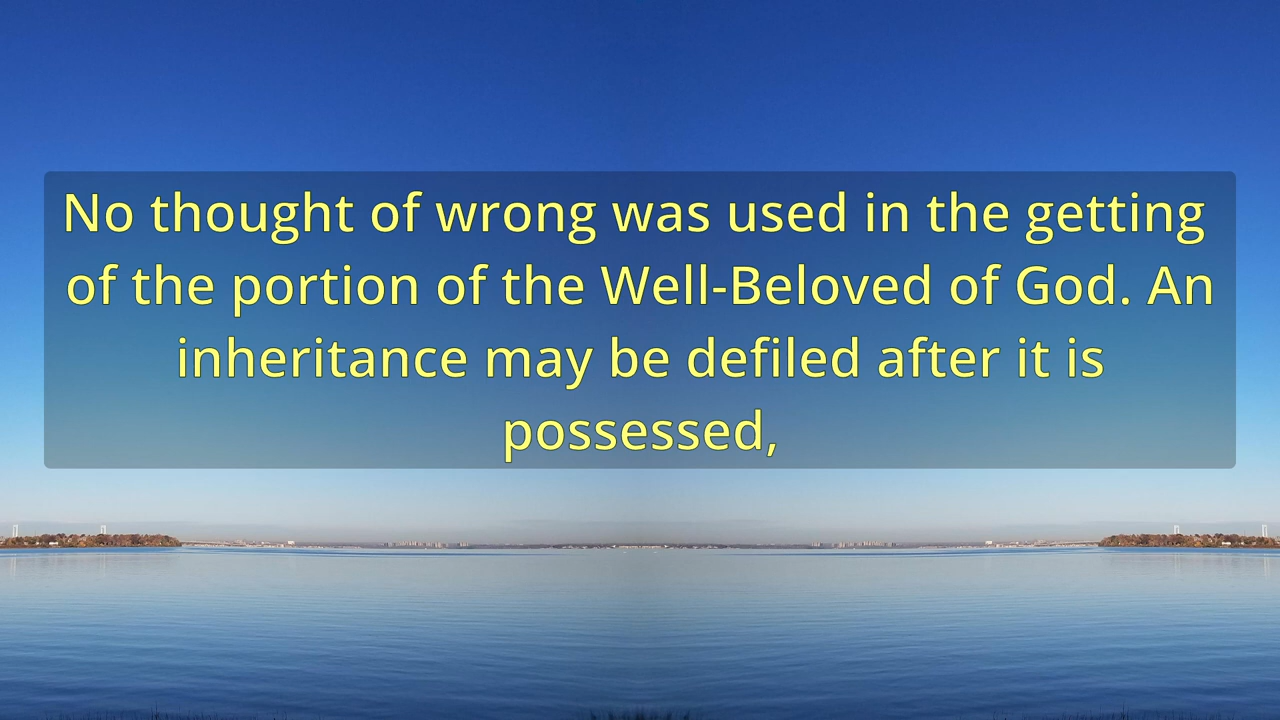 No thought of wrong was used in the getting
of the portion of the Well-Beloved of God. An
inheritance may be defiled after it is
possessed,